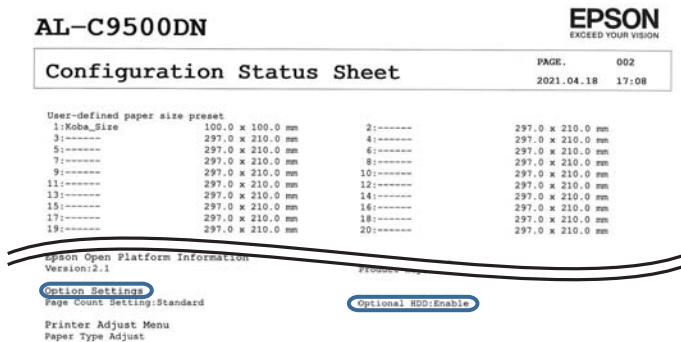 AL-C9500DN
EPSON
EXCEED YOUR VISION
Configuration Status Sheet
PAGE. 002
2021.04.18 17:08
User-defined paper size preset
1:Koba_Size 100.0 x 100.0 mm 2:------ 297.0 x 210.0 mm
3:------ 297.0 x 210.0 mm 4:------ 297.0 x 210.0 mm
5:------ 297.0 x 210.0 mm 6:------ 297.0 x 210.0 mm
7:------ 297.0 x 210.0 mm 8:------ 297.0 x 210.0 mm
9:------ 297.0 x 210.0 mm 10:------ 297.0 x 210.0 mm
11:------ 297.0 x 210.0 mm 12:------ 297.0 x 210.0 mm
13:------ 297.0 x 210.0 mm 14:------ 297.0 x 210.0 mm
15:------ 297.0 x 210.0 mm 16:------ 297.0 x 210.0 mm
17:------ 297.0 x 210.0 mm 18:------ 297.0 x 210.0 mm
19:------ 297.0 x 210.0 mm 20:------ 297.0 x 210.0 mm
Epson Open Platform Information
Version:2.1
Option Settings
Page Count Setting:Standard Optional HDD:Enable
Printer Adjust Menu
Paper Type Adjust